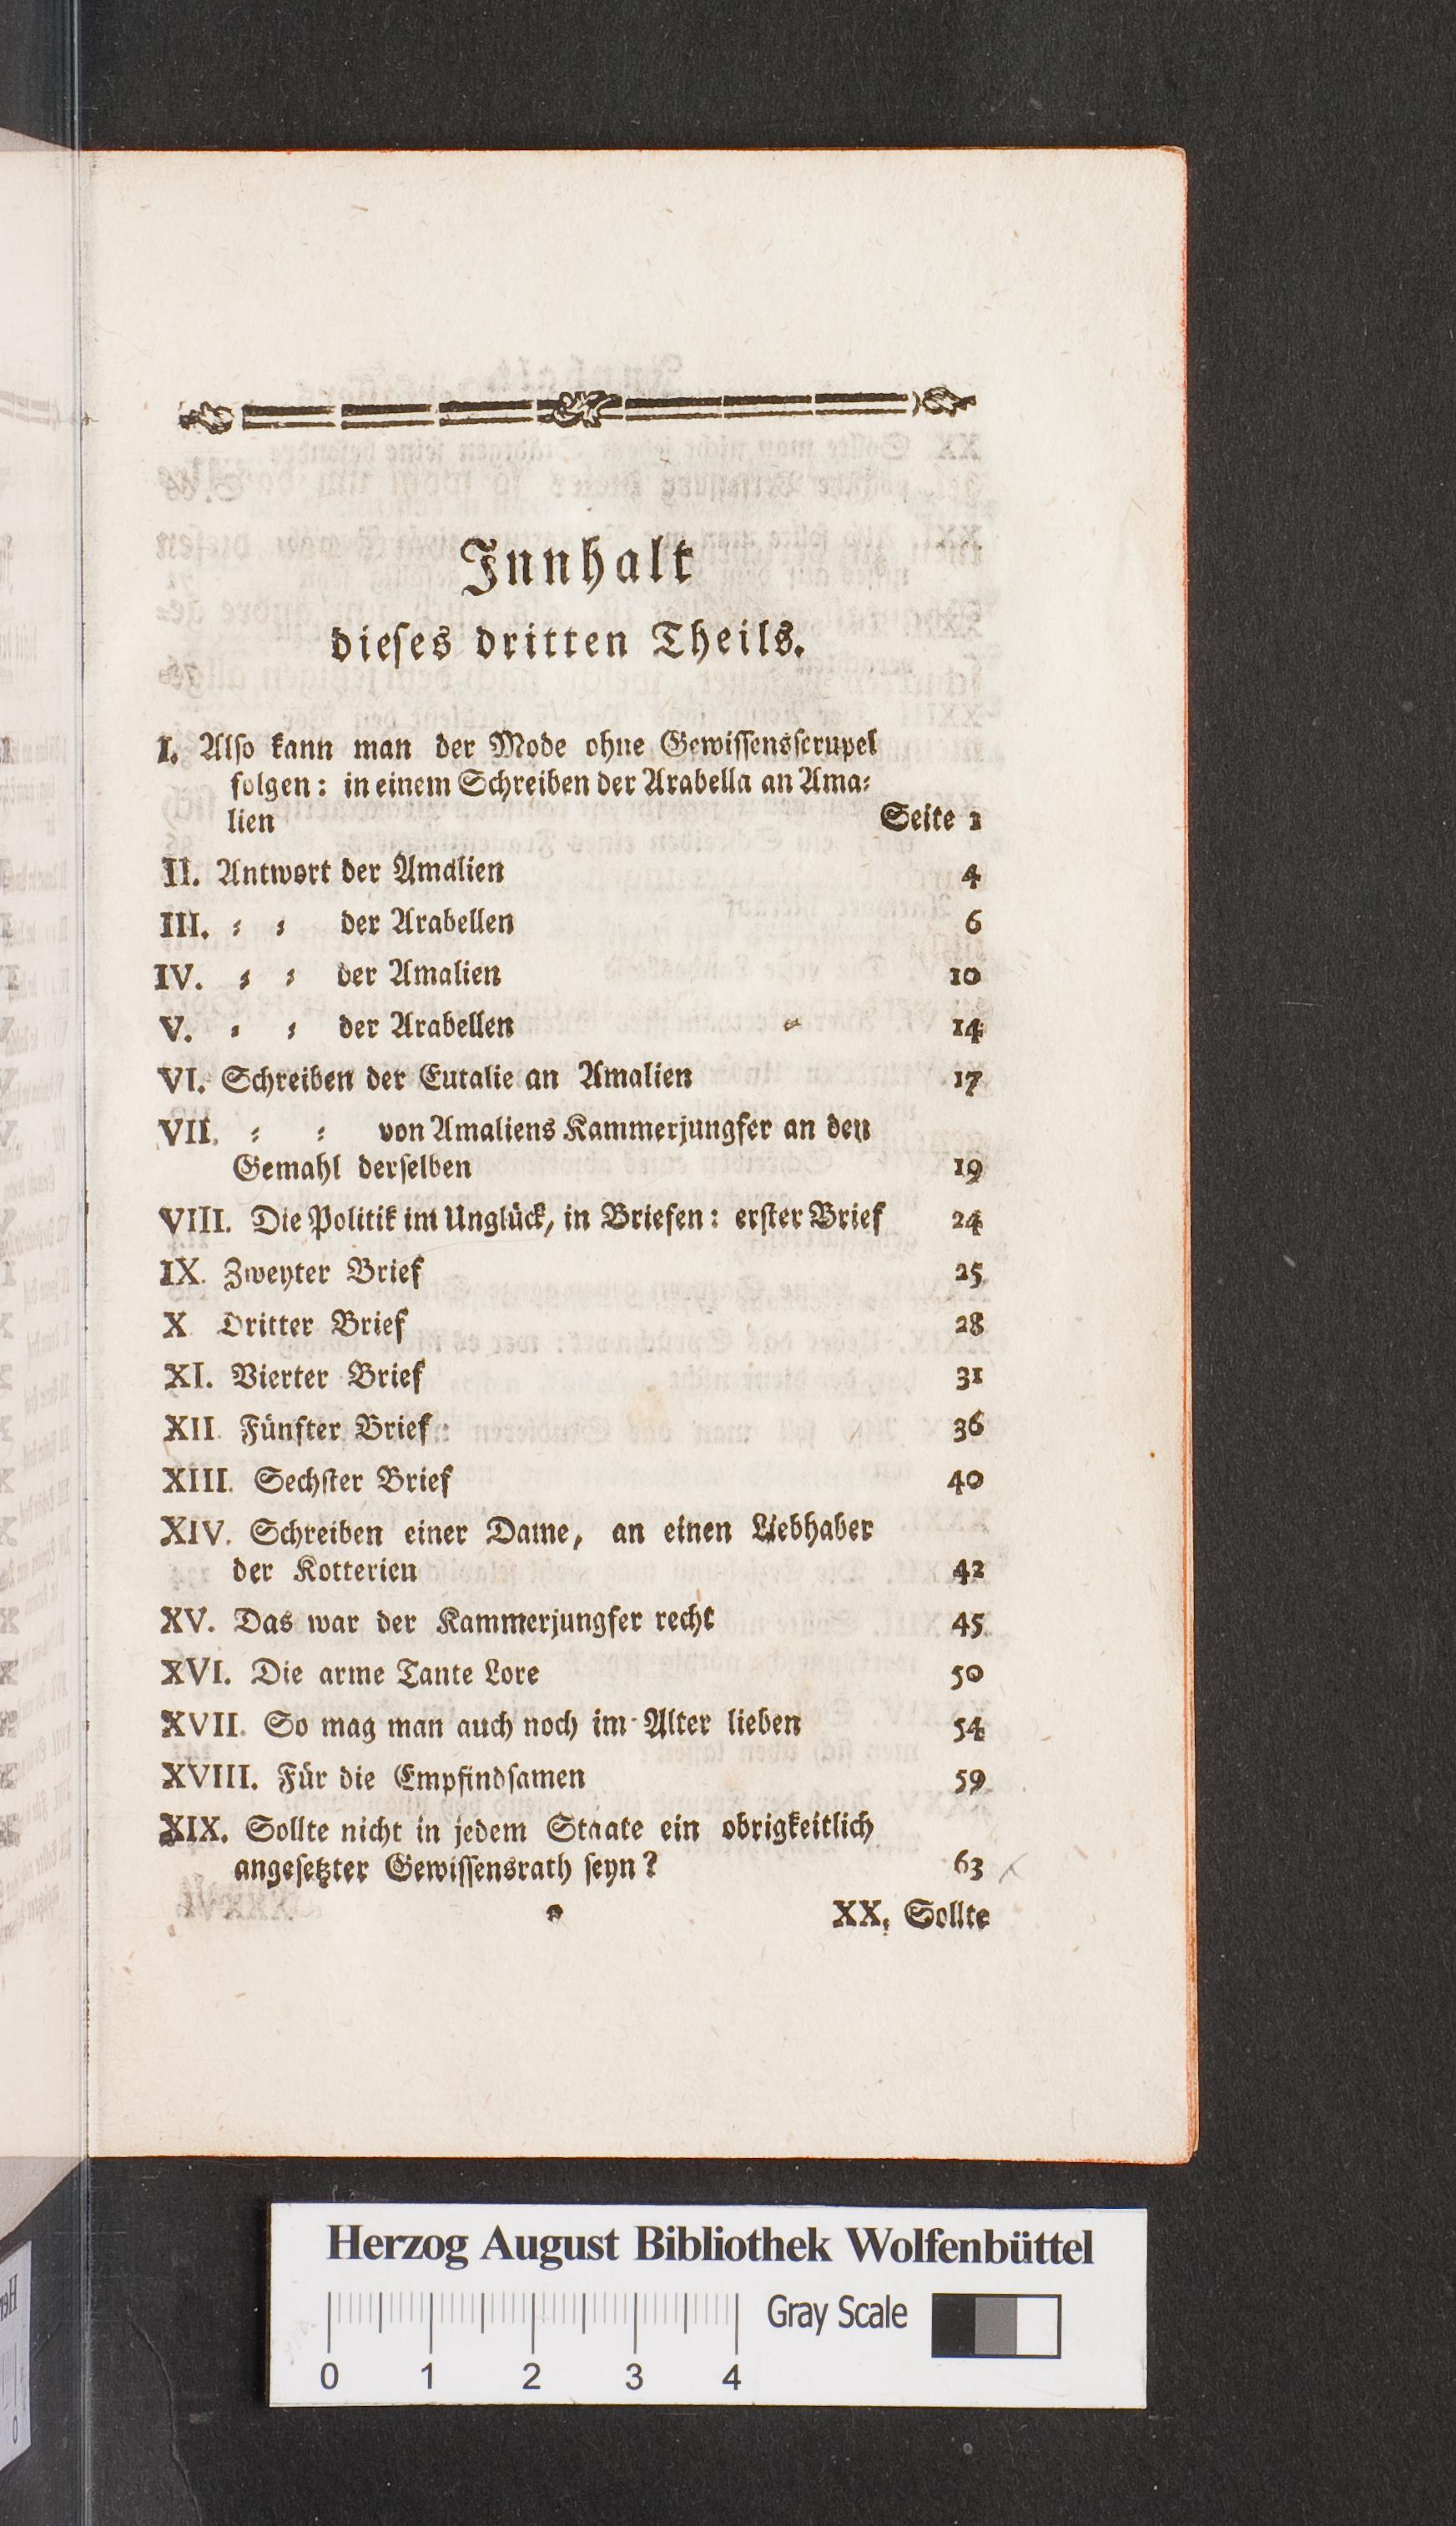 Innhalt
dieses dritten Theils.
I. Also kann man der Mode ohne Gewissensscrupel
folgen: in einem Schreiben der Arabella an Ama⸗
lien Seite 1
II. Antwort der Amalien 4
III. ⸗ ⸗ der Arabellen 6
IV. ⸗ ⸗ der Amalien 10
V. ⸗ ⸗ der Arabellen 14
VI. Schreiben der Eutalie an Amalien 17
VII. ⸗ ⸗ von Amaliens Kammerjungfer an den
Gemahl derselben 19
VIII. Die Politik im Unglück, in Briefen: erster Brief 24
IX. Zweyter Brief 25
X Dritter Brief 28
XI. Vierter Brief 31
XII. Fünfter Brief 36
XIII. Sechster Brief 40
XIV. Schreiben einer Dame, an einen Liebhaber
der Kotterien 42
XV. Das war der Kammerjungfer recht 45
XVI. Die arme Tante Lore 50
XVII. So mag man auch noch im Alter lieben 54
XVIII. Für die Empfindsamen 59
XIX. Sollte nicht in jedem Staate ein obrigkeitlich
angesetzter Gewissensrath seyn? 63
XX. Sollte
Herzog August Bibliothek Wolfenbüttel
Gray Scale
0 1 2 3 4